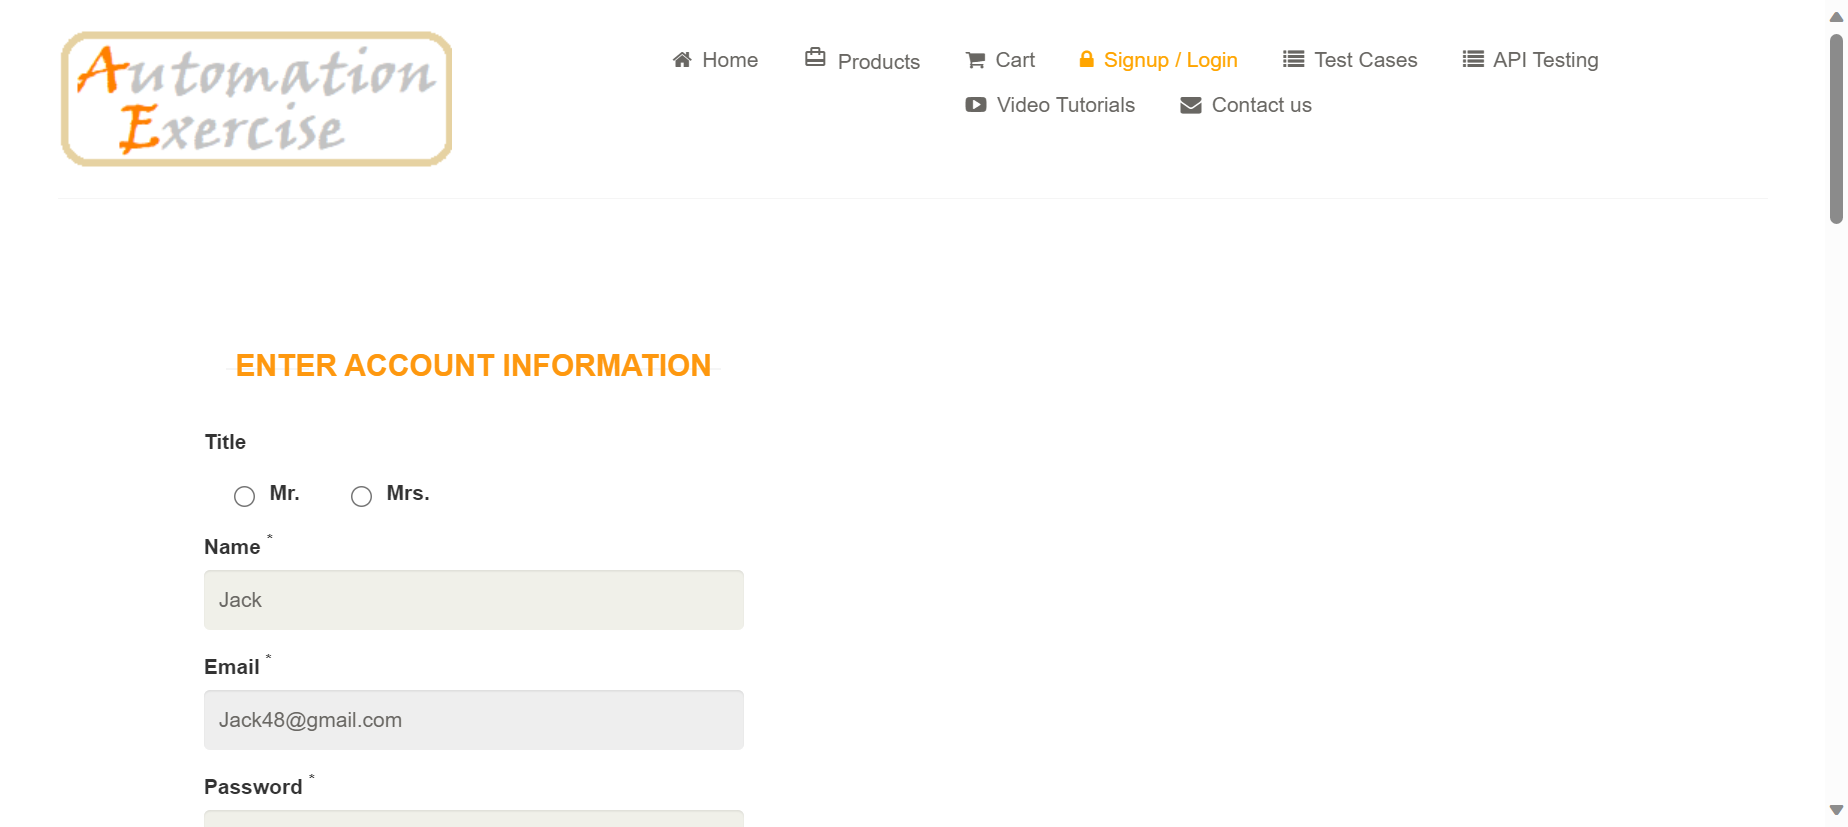 Automation
Exercise
Home
Products
Cart
Signup / Login
Test Cases
API Testing
Video Tutorials
Contact us
ENTER ACCOUNT INFORMATION
Title
Mr. Mrs.
Name *
Jack
Email *
Jack48@gmail.com
Password *